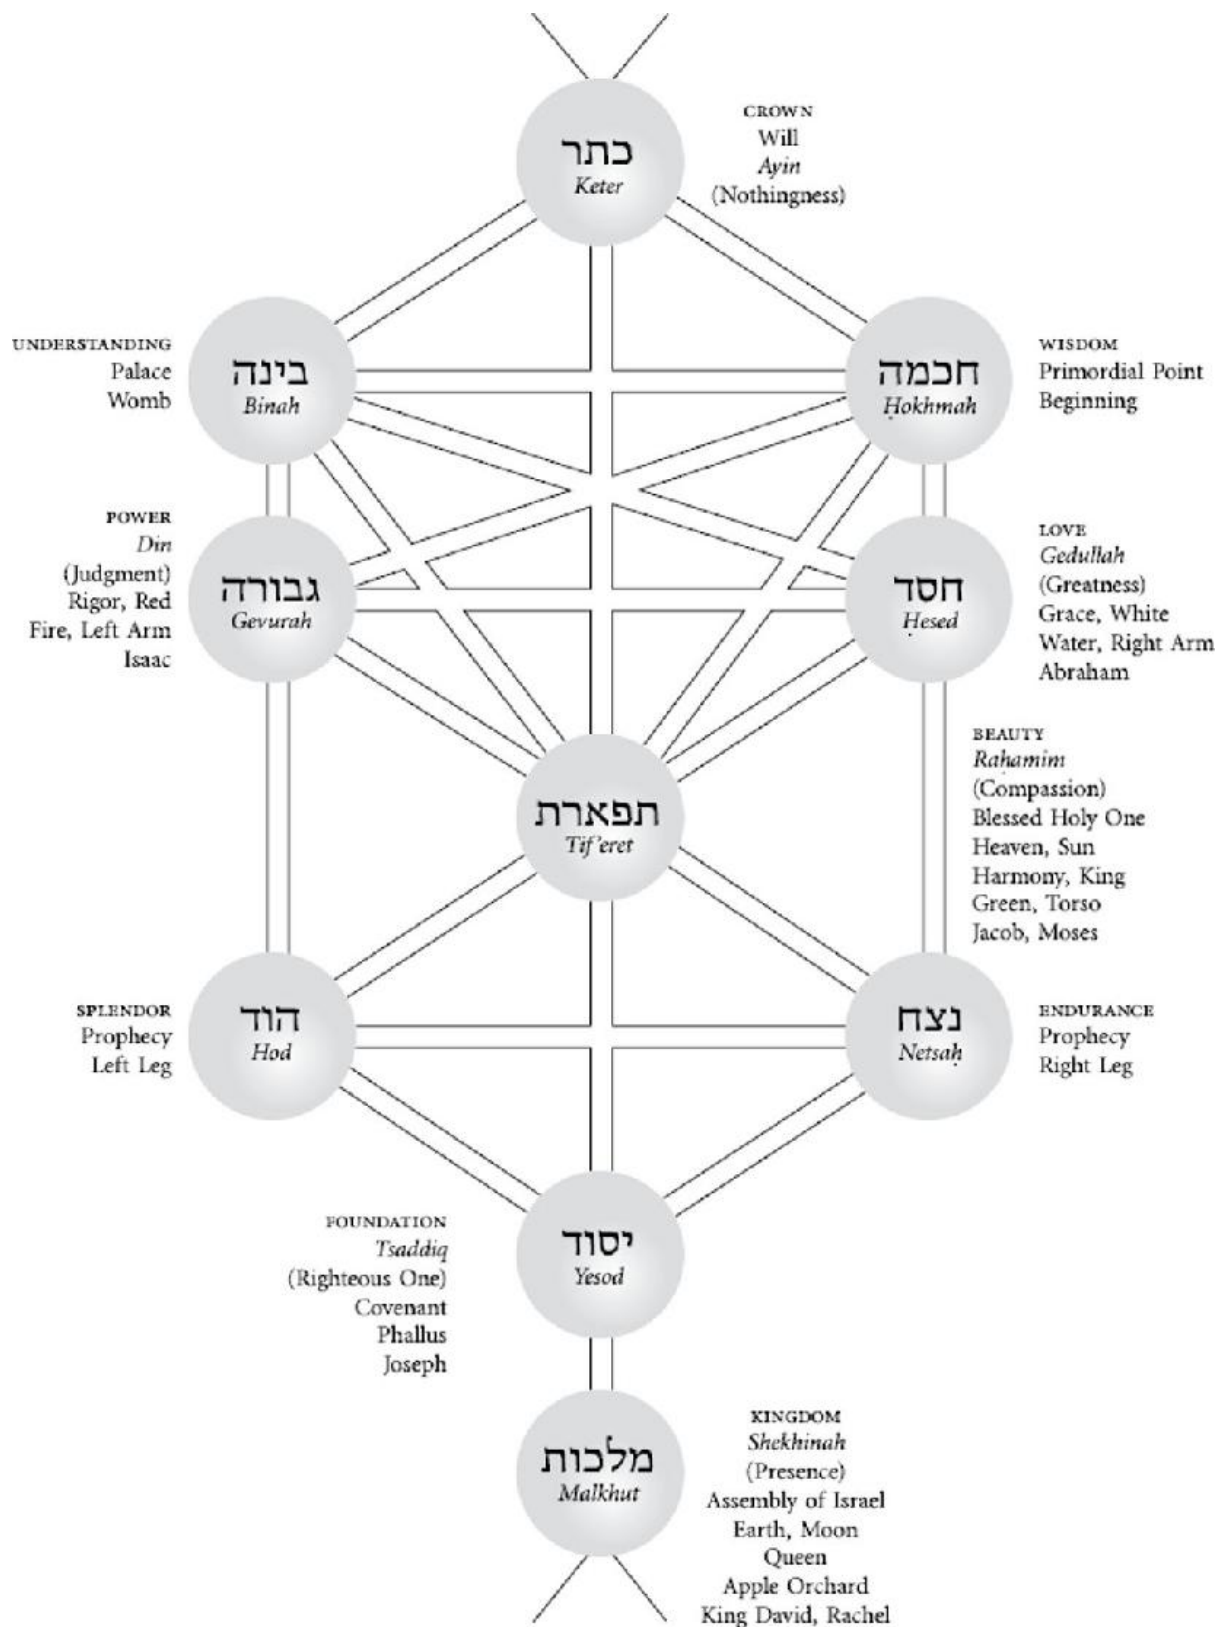 כתר
Keter
CROWN
Will
Ayin
(Nothingness)
UNDERSTANDING
Palace
Womb
בינה
Binah
חכמה
Ḥokhmah
WISDOM
Primordial Point
Beginning
POWER
Din
(Judgment)
Rigor, Red
Fire, Left Arm
Isaac
גבורה
Gevurah
חסד
Ḥesed
LOVE
Gedullah
(Greatness)
Grace, White
Water, Right Arm
Abraham
תפארת
Tif'eret
BEAUTY
Raḥamim
(Compassion)
Blessed Holy One
Heaven, Sun
Harmony, King
Green, Torso
Jacob, Moses
SPLENDOR
Prophecy
Left Leg
הוד
Hod
נצח
Netsaḥ
ENDURANCE
Prophecy
Right Leg
FOUNDATION
Tsaddiq
(Righteous One)
Covenant
Phallus
Joseph
יסוד
Yesod
מלכות
Malkhut
KINGDOM
Shekhinah
(Presence)
Assembly of Israel
Earth, Moon
Queen
Apple Orchard
King David, Rachel